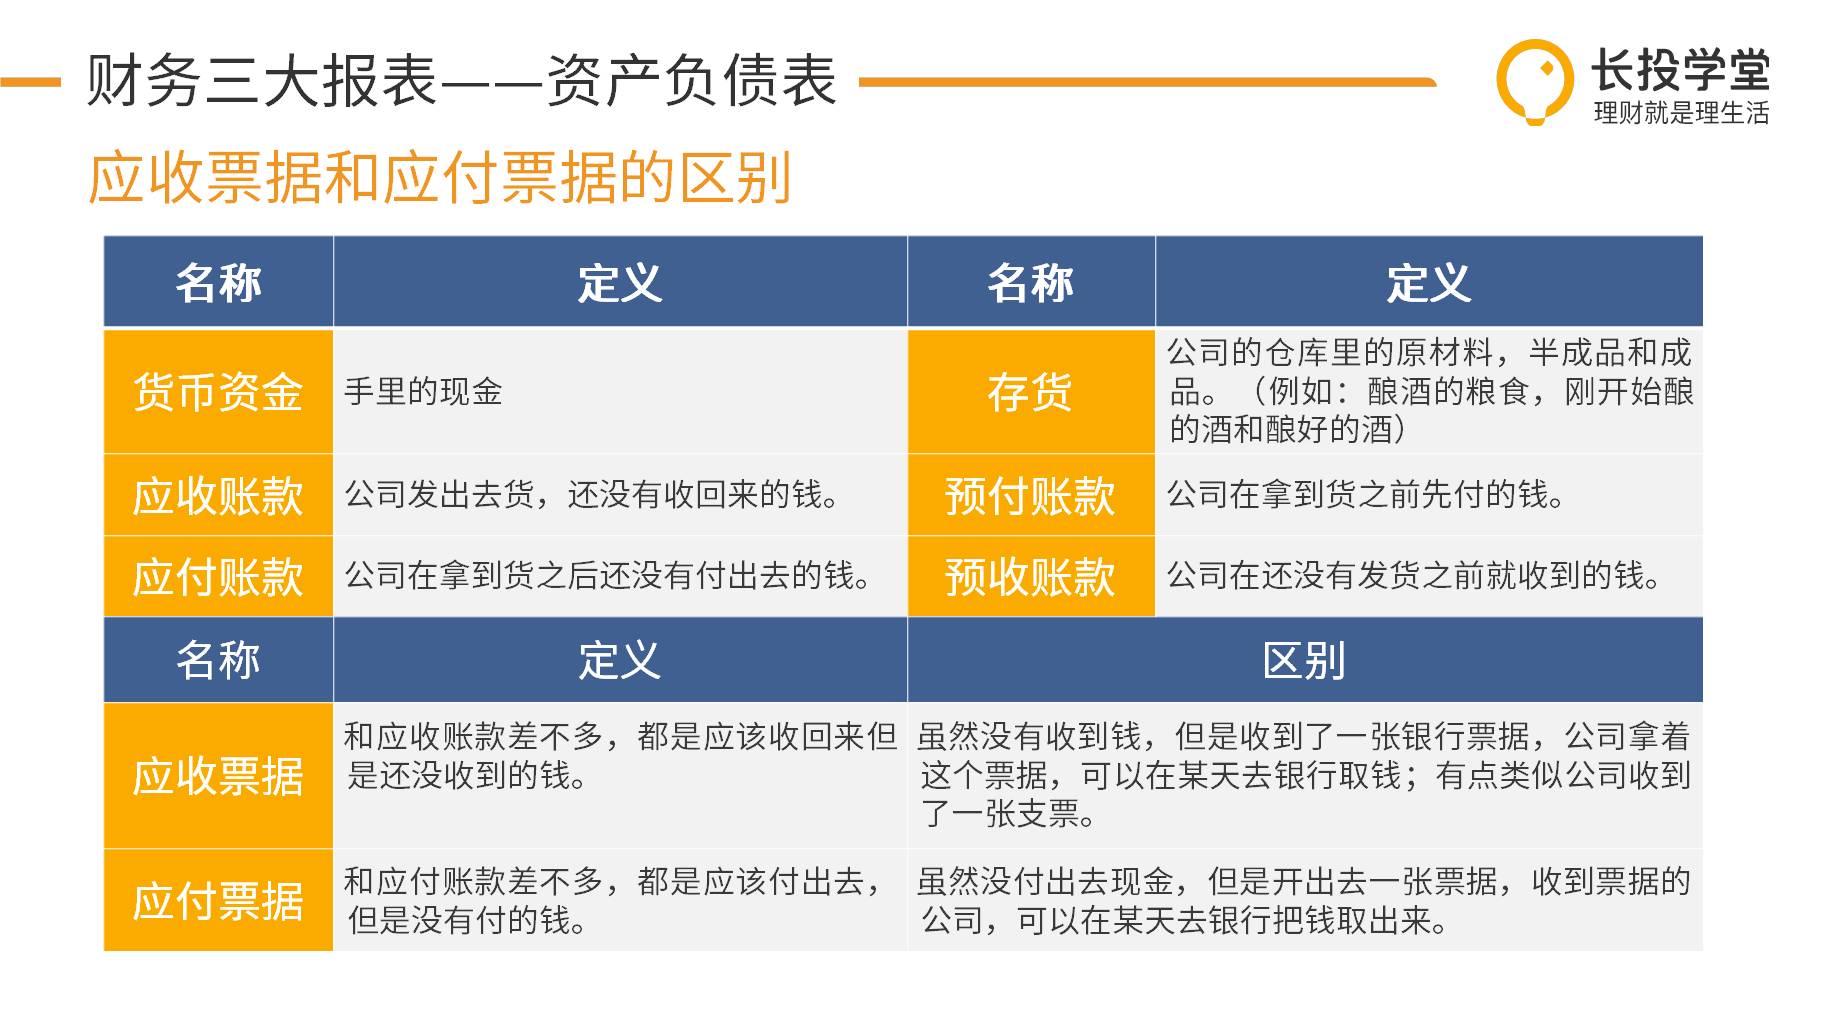 财务三大报表——资产负债表
长投学堂
理财就是理生活
应收票据和应付票据的区别
名称
定义
名称
定义
货币资金
手里的现金
存货
公司的仓库里的原材料，半成品和成
品。（例如：酿酒的粮食，刚开始酿
的酒和酿好的酒）
应收账款
公司发出去货，还没有收回来的钱。
预付账款
公司在拿到货之前先付的钱。
应付账款
公司在拿到货之后还没有付出去的钱。
预收账款
公司在还没有发货之前就收到的钱。
名称
定义
区别
应收票据
和应收账款差不多，都是应该收回来但
是还没收到的钱。
虽然没有收到钱，但是收到了一张银行票据，公司拿着
这个票据，可以在某天去银行取钱；有点类似公司收到
了一张支票。
应付票据
和应付账款差不多，都是应该付出去，
但是没有付的钱。
虽然没付出去现金，但是开出去一张票据，收到票据的
公司，可以在某天去银行把钱取出来。